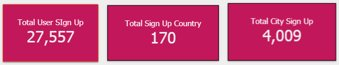 Total User SIgn Up
27,557
Total Sign Up Country
170
Total City Sign Up
4,009